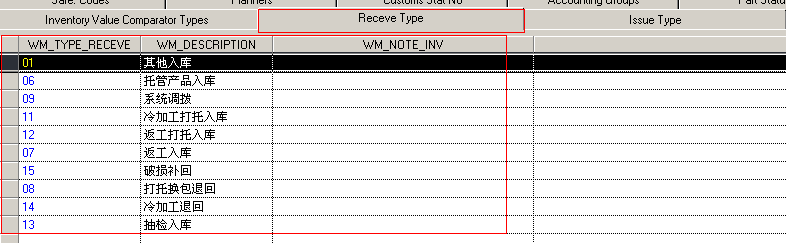 Sale. Codes Planners Customs Stat No Accounting Groups Part Statu
Inventory Value Comparator Types Receve Type Issue Type
WM_TYPE_RECEVE WM_DESCRIPTION WM_NOTE_INV
01 其他入库
06 托管产品入库
09 系统调拨
11 冷加工打托入库
12 返工打托入库
07 返工入库
15 破损补回
08 打托换包退回
14 冷加工退回
13 抽检入库